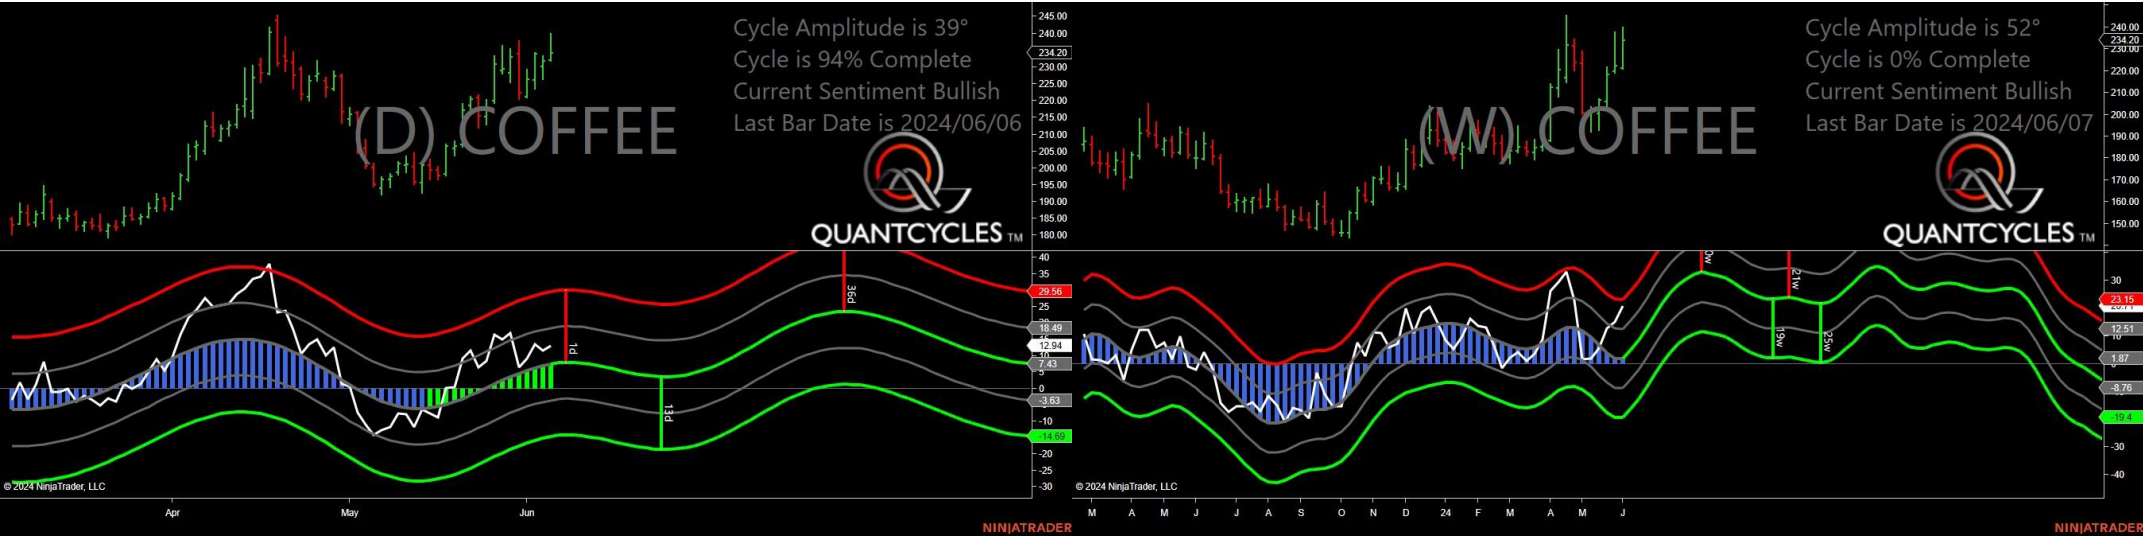 Cycle Amplitude is 39°
Cycle is 94% Complete
Current Sentiment Bullish
Last Bar Date is 2024/06/06
(D) COFFEE
QUANTCYCLES TM
245.00
240.00
234.20
230.00
225.00
220.00
215.00
210.00
205.00
200.00
195.00
190.00
185.00
180.00
40
35
29.56
25
18.49
12.94
7.43
5
0
-3.63
-10
-14.69
-20
-25
-30
1d
13d
36d
© 2024 NinjaTrader, LLC
Apr
May
Jun
NINJATRADER
Cycle Amplitude is 52°
Cycle is 0% Complete
Current Sentiment Bullish
Last Bar Date is 2024/06/07
(W) COFFEE
QUANTCYCLES TM
240.00
234.20
230.00
220.00
210.00
200.00
190.00
180.00
170.00
160.00
150.00
30
23.15
12.51
1.87
-8.76
-19.4
-30
-40
21w
19w
25w
© 2024 NinjaTrader, LLC
M A M J J A S O N D 24 F M A M J
NINJATRADER